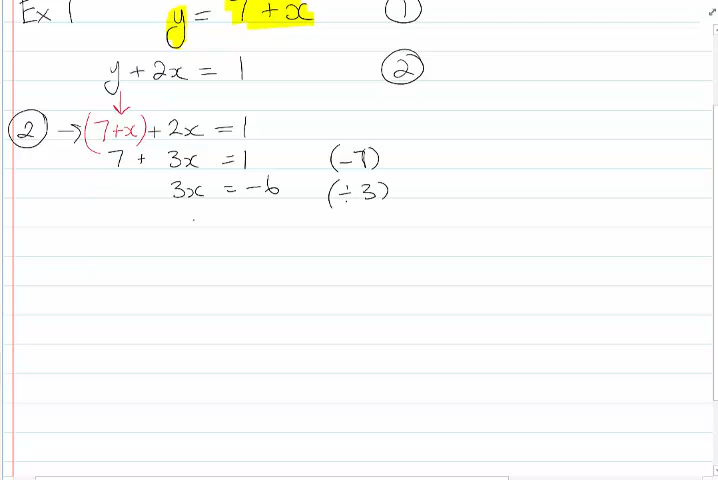 Ex 1 y = 7 + x ①
y + 2x = 1 ②
② → (7+x) + 2x = 1
7 + 3x = 1 (-7)
3x = -6 (÷3)